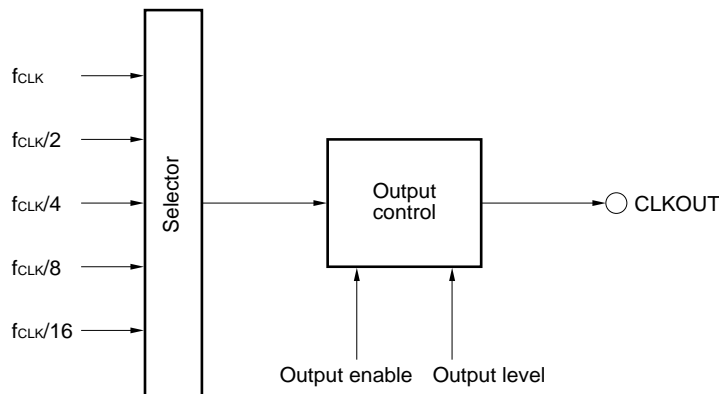 fCLK
fCLK/2
fCLK/4
fCLK/8
fCLK/16
Selector
Output
control
CLKOUT
Output enable
Output level